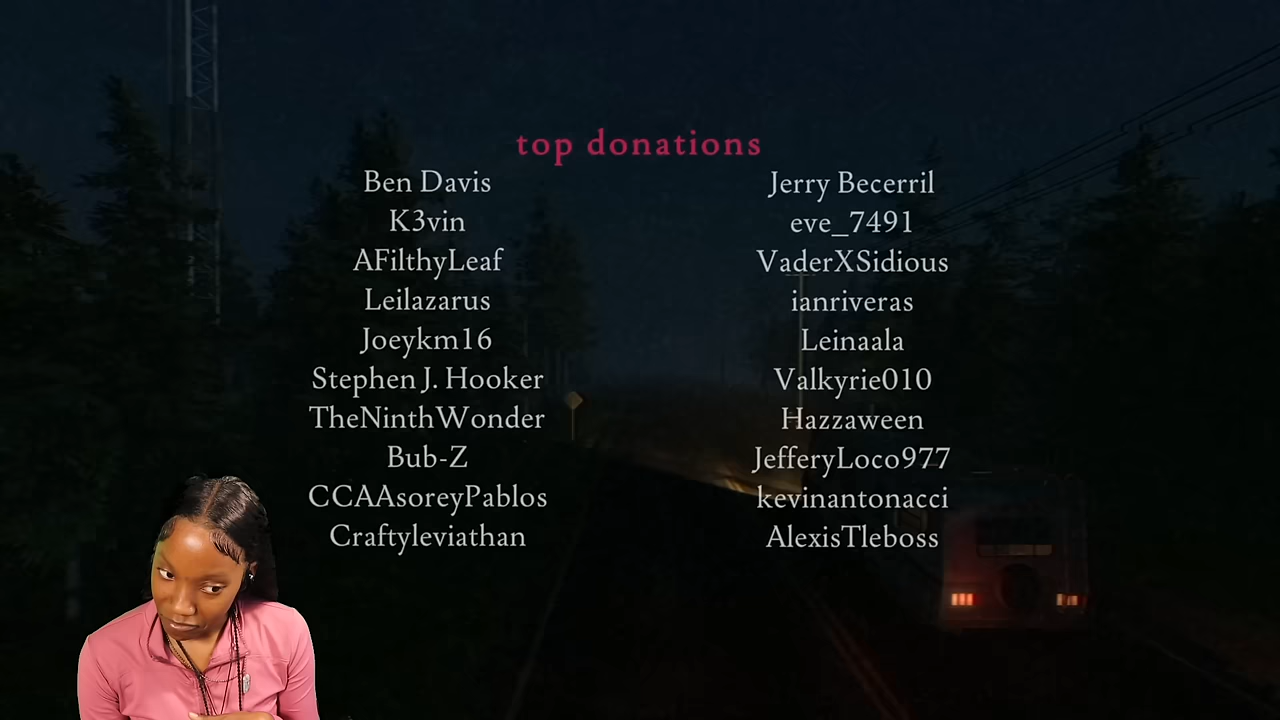 top donations
Ben Davis
K3vin
AFilthyLeaf
Leilazarus
Joeykm16
Stephen J. Hooker
TheNinthWonder
Bub-Z
CCAAsoreyPablos
Craftyleviathan
Jerry Becerril
eve_7491
VaderXSidious
ianriveras
Leinaala
Valkyrie010
Hazzaween
JefferyLoco977
kevinantonacci
AlexisTleboss